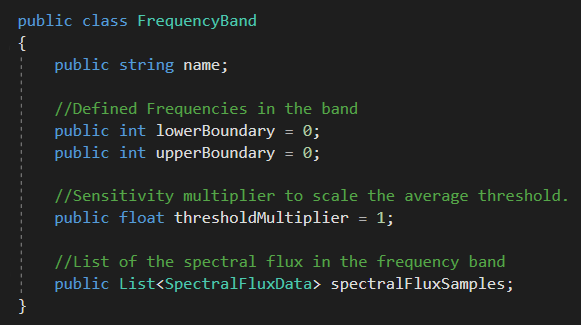 public class FrequencyBand
{
public string name;
//Defined Frequencies in the band
public int lowerBoundary = 0;
public int upperBoundary = 0;
//Sensitivity multiplier to scale the average threshold.
public float thresholdMultiplier = 1;
//List of the spectral flux in the frequency band
public List<SpectralFluxData> spectralFluxSamples;
}